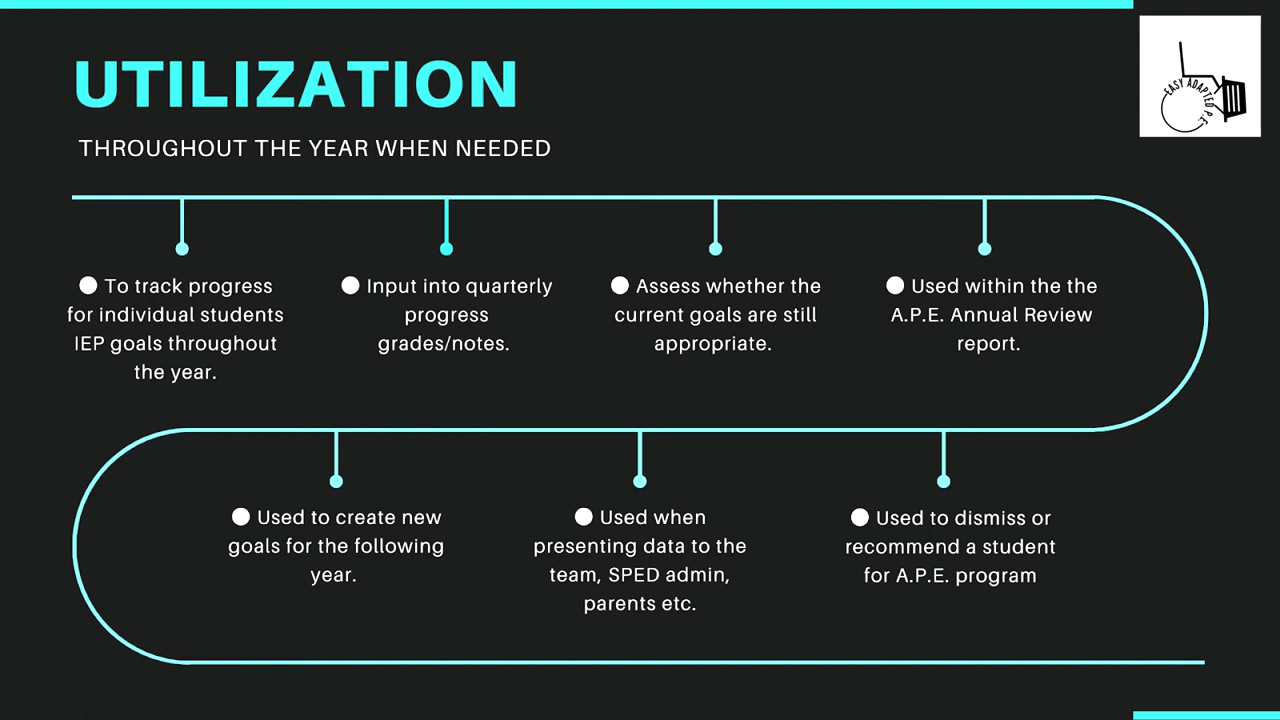 UTILIZATION
EASY ADAPTED P.E.
THROUGHOUT THE YEAR WHEN NEEDED
● To track progress
for individual students
IEP goals throughout
the year.
● Input into quarterly
progress
grades/notes.
● Assess whether the
current goals are still
appropriate.
● Used within the the
A.P.E. Annual Review
report.
● Used to create new
goals for the following
year.
● Used when
presenting data to the
team, SPED admin,
parents etc.
● Used to dismiss or
recommend a student
for A.P.E. program